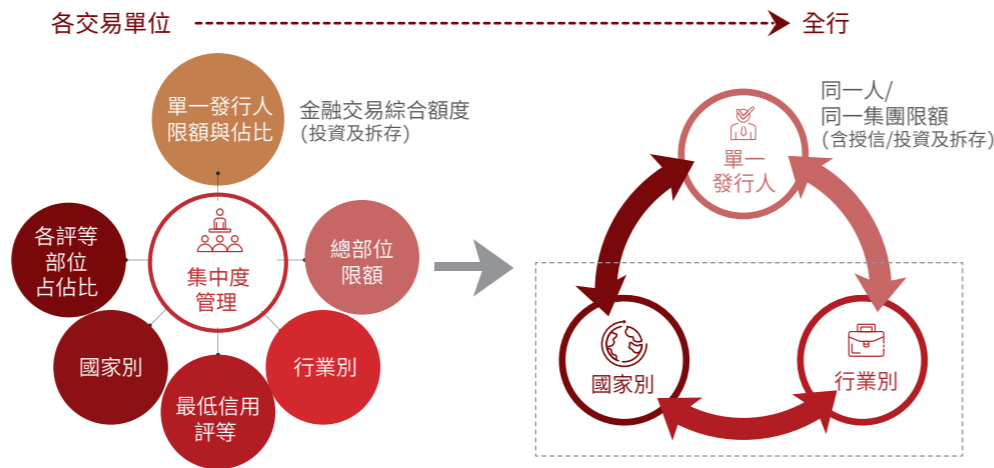 各交易單位
全行
單一發行人
限額與佔比
金融交易綜合額度
(投資及拆存)
各評等
部位
占佔比
集中度
管理
總部位
限額
國家別
最低信用
評等
行業別
同一人/
同一集團限額
(含授信/投資及拆存)
單一
發行人
國家別
行業別